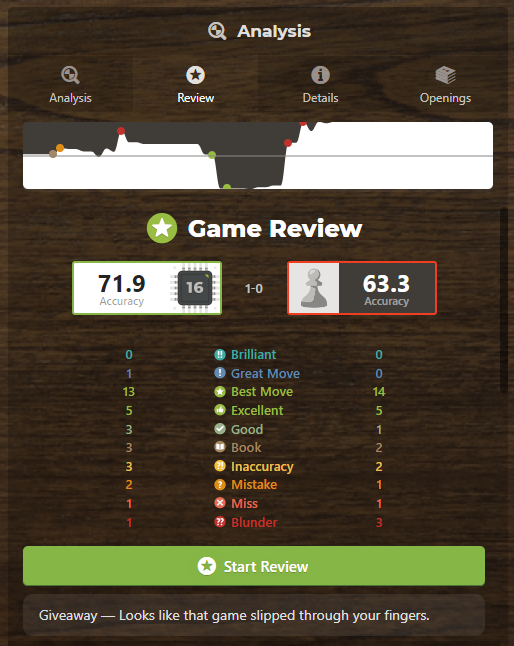 Analysis
Analysis
Review
Details
Openings
Game Review
71.9
Accuracy
16
1-0
63.3
Accuracy
0 !! Brilliant 0
1 ! Great Move 0
13 Best Move 14
5 Excellent 5
3 Good 1
3 Book 2
3 ?! Inaccuracy 2
2 ? Mistake 1
1 Miss 1
1 ?? Blunder 3
Start Review
Giveaway — Looks like that game slipped through your fingers.